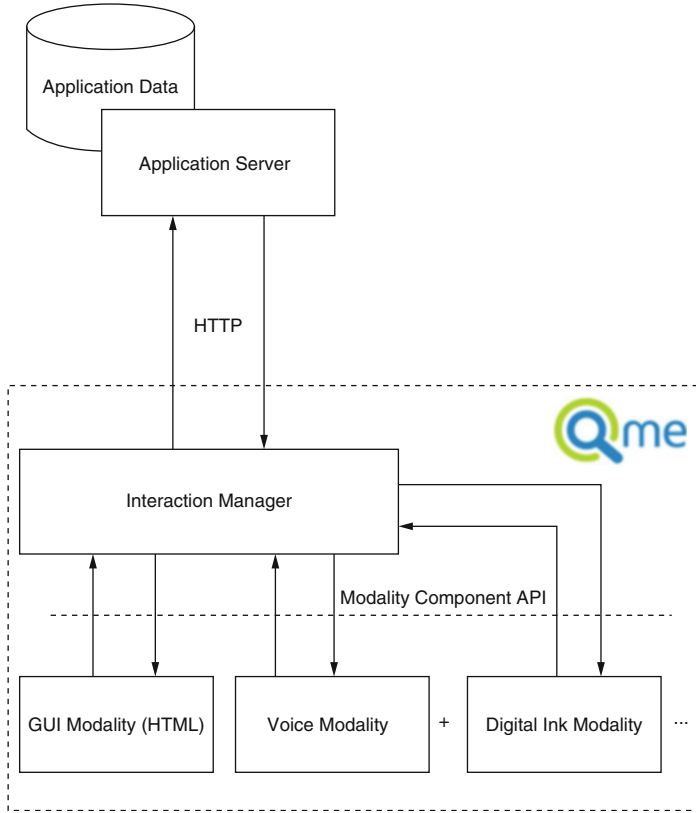 Application Data
Application Server
HTTP
Qme
Interaction Manager
Modality Component API
GUI Modality (HTML)
Voice Modality
+
Digital Ink Modality
...